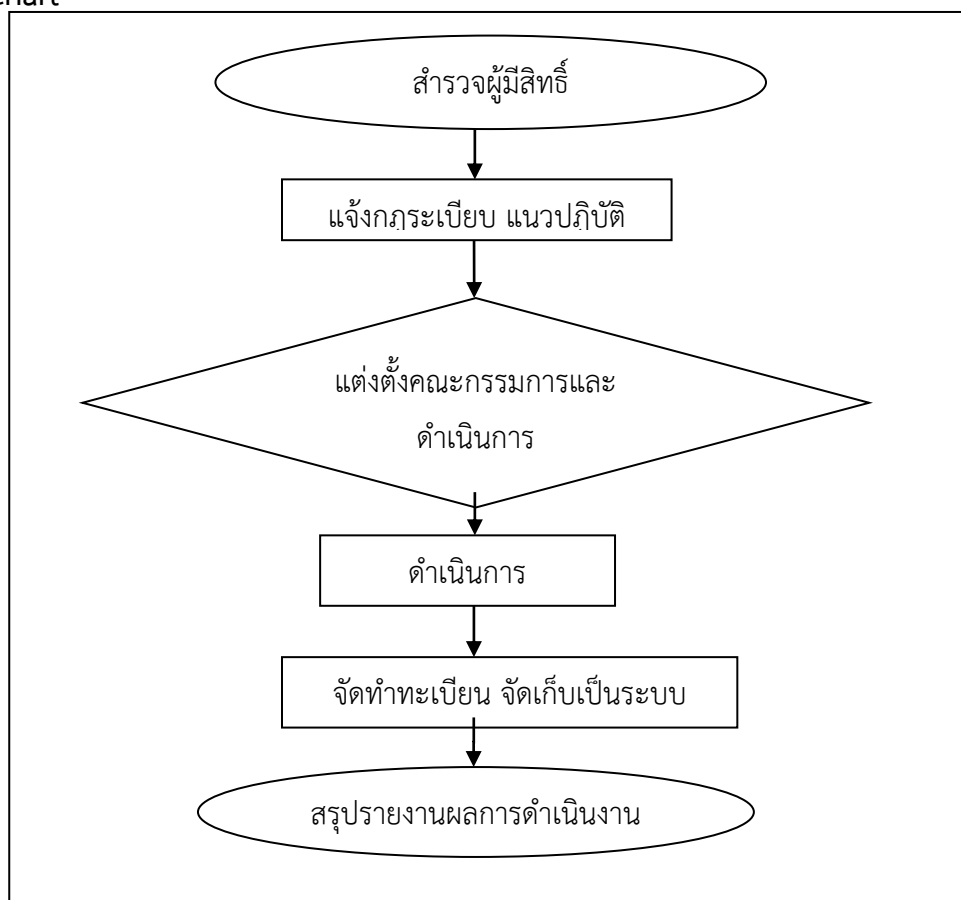 สำรวจผู้มีสิทธิ์
แจ้งกฎระเบียบ แนวปฏิบัติ
แต่งตั้งคณะกรรมการและ
ดำเนินการ
ดำเนินการ
จัดทำทะเบียน จัดเก็บเป็นระบบ
สรุปรายงานผลการดำเนินงาน